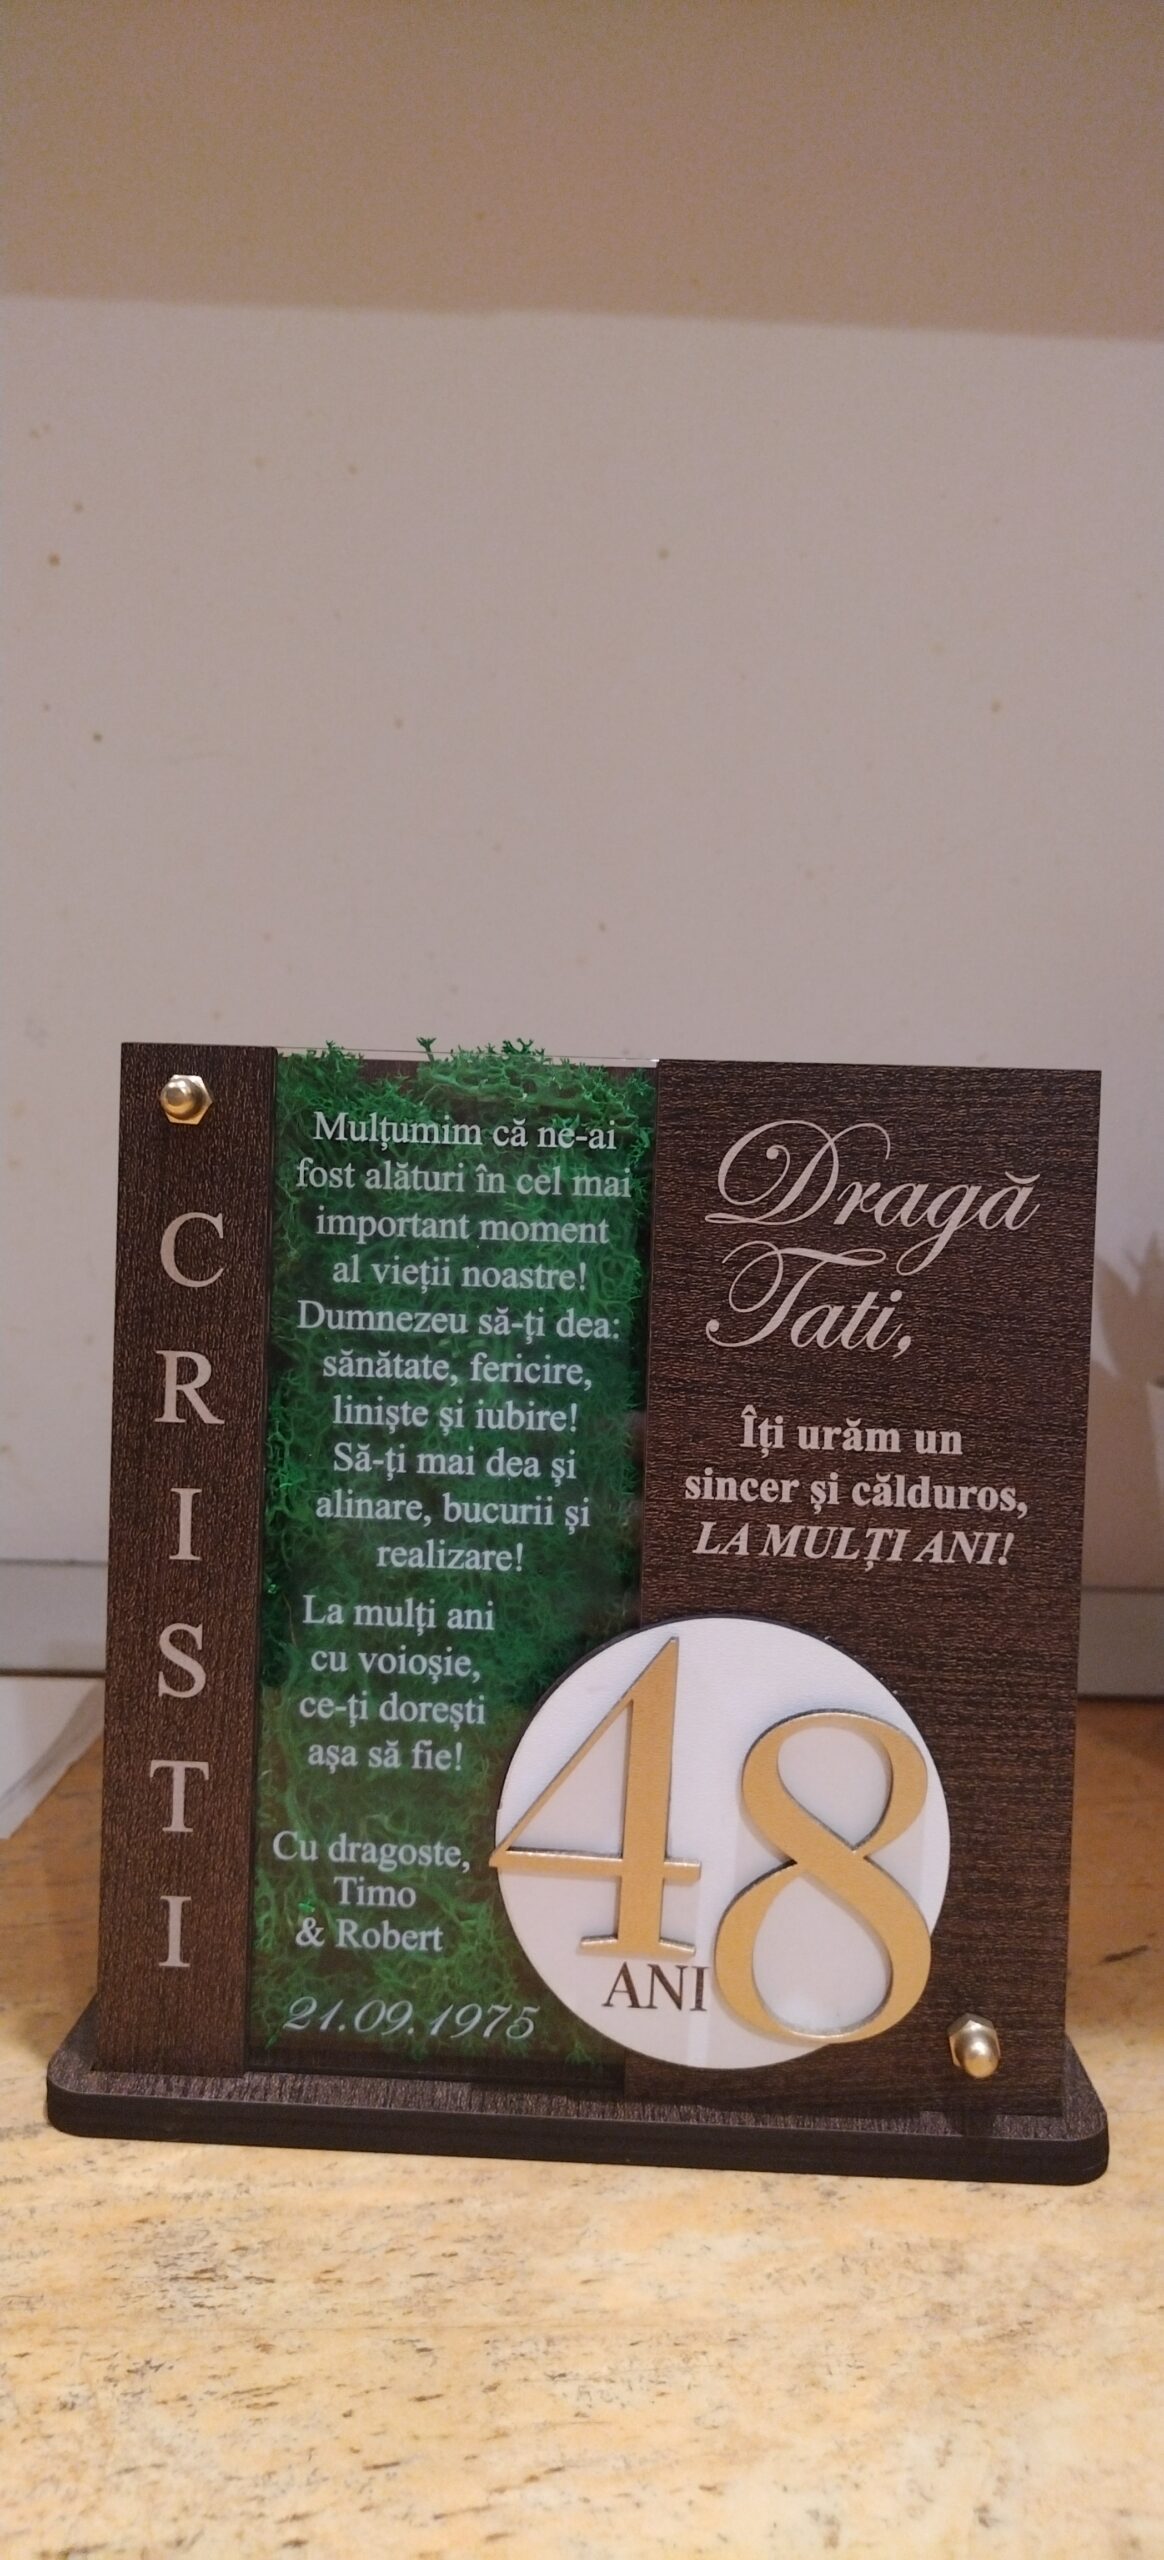 CRISTI
Mulțumim că ne-ai
fost alături în cel mai
important moment
al vieții noastre!
Dumnezeu să-ți dea:
sănătate, fericire,
liniște și iubire!
Să-ți mai dea și
alinare, bucurii și
realizare!
La mulți ani
cu voioșie,
ce-ți dorești
așa să fie!
Cu dragoste,
Timo
& Robert
21.09.1975
Dragă
Tati,
Îți urăm un
sincer și călduros,
LA MULȚI ANI!
48
ANI